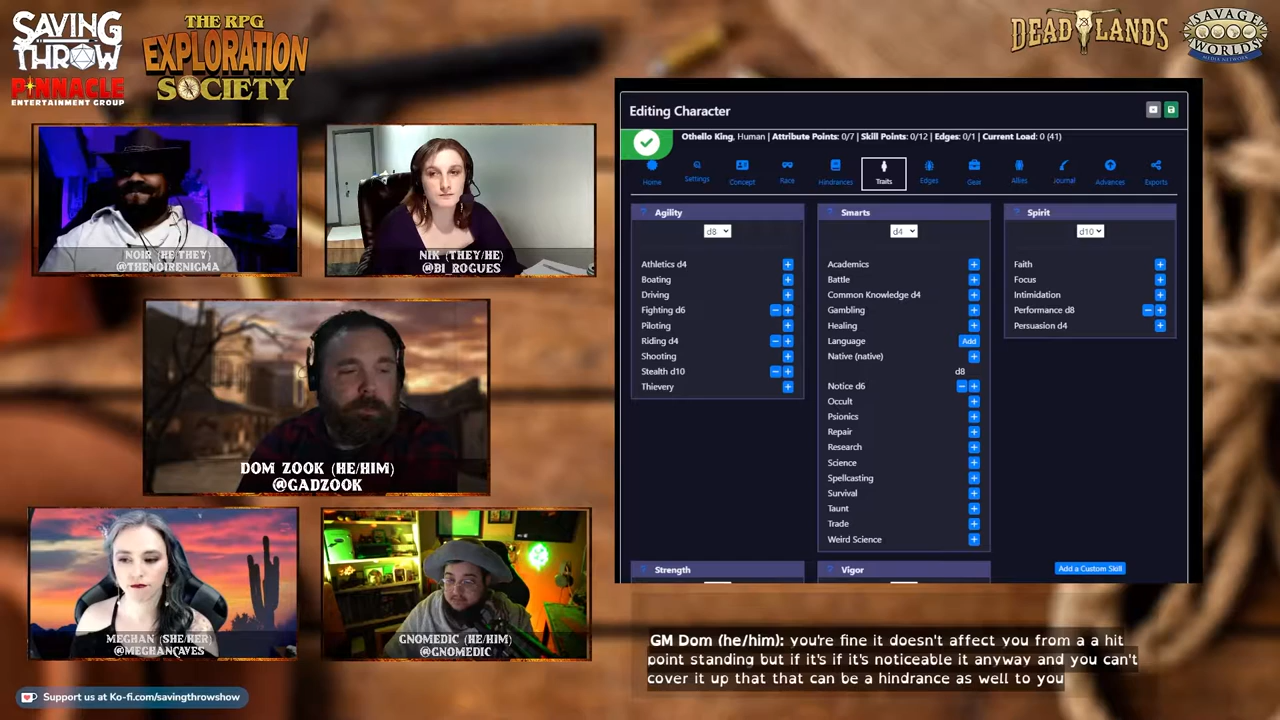 SAVING
THROW
PINNACLE
ENTERTAINMENT GROUP
THE RPG
EXPLORATION
SOCIETY
DEADLANDS
SAVAGE
WORLDS
MEDIA NETWORK
NOIR (HE/THEY)
@THENOIRENIGMA
NIK (THEY/HE)
@BI_ROGUES
DOM ZOOK (HE/HIM)
@GADZOOK
MEGHAN (SHE/HER)
@MEGHANCAVES
GNOMEDIC (HE/HIM)
@GNOMEDIC
Support us at Ko-fi.com/savingthrowshow
Editing Character
Othello King, Human | Attribute Points: 0/7 | Skill Points: 0/12 | Edges: 0/1 | Current Load: 0 (41)
Home
Settings
Concept
Race
Hindrances
Traits
Edges
Gear
Allies
Journal
Advances
Exports
? Agility
d8
Athletics d4 +
Boating +
Driving +
Fighting d6 - +
Piloting +
Riding d4 - +
Shooting +
Stealth d10 - +
Thievery +
? Smarts
d4
Academics +
Battle +
Common Knowledge d4 +
Gambling +
Healing +
Language Add
Native (native) +
d8
Notice d6 - +
Occult +
Psionics +
Repair +
Research +
Science +
Spellcasting +
Survival +
Taunt +
Trade +
Weird Science +
? Spirit
d10
Faith +
Focus +
Intimidation +
Performance d8 - +
Persuasion d4 +
? Strength
? Vigor
Add a Custom Skill
GM Dom (he/him): you're fine it doesn't affect you from a a hit
point standing but if it's if it's noticeable it anyway and you can't
cover it up that that can be a hindrance as well to you